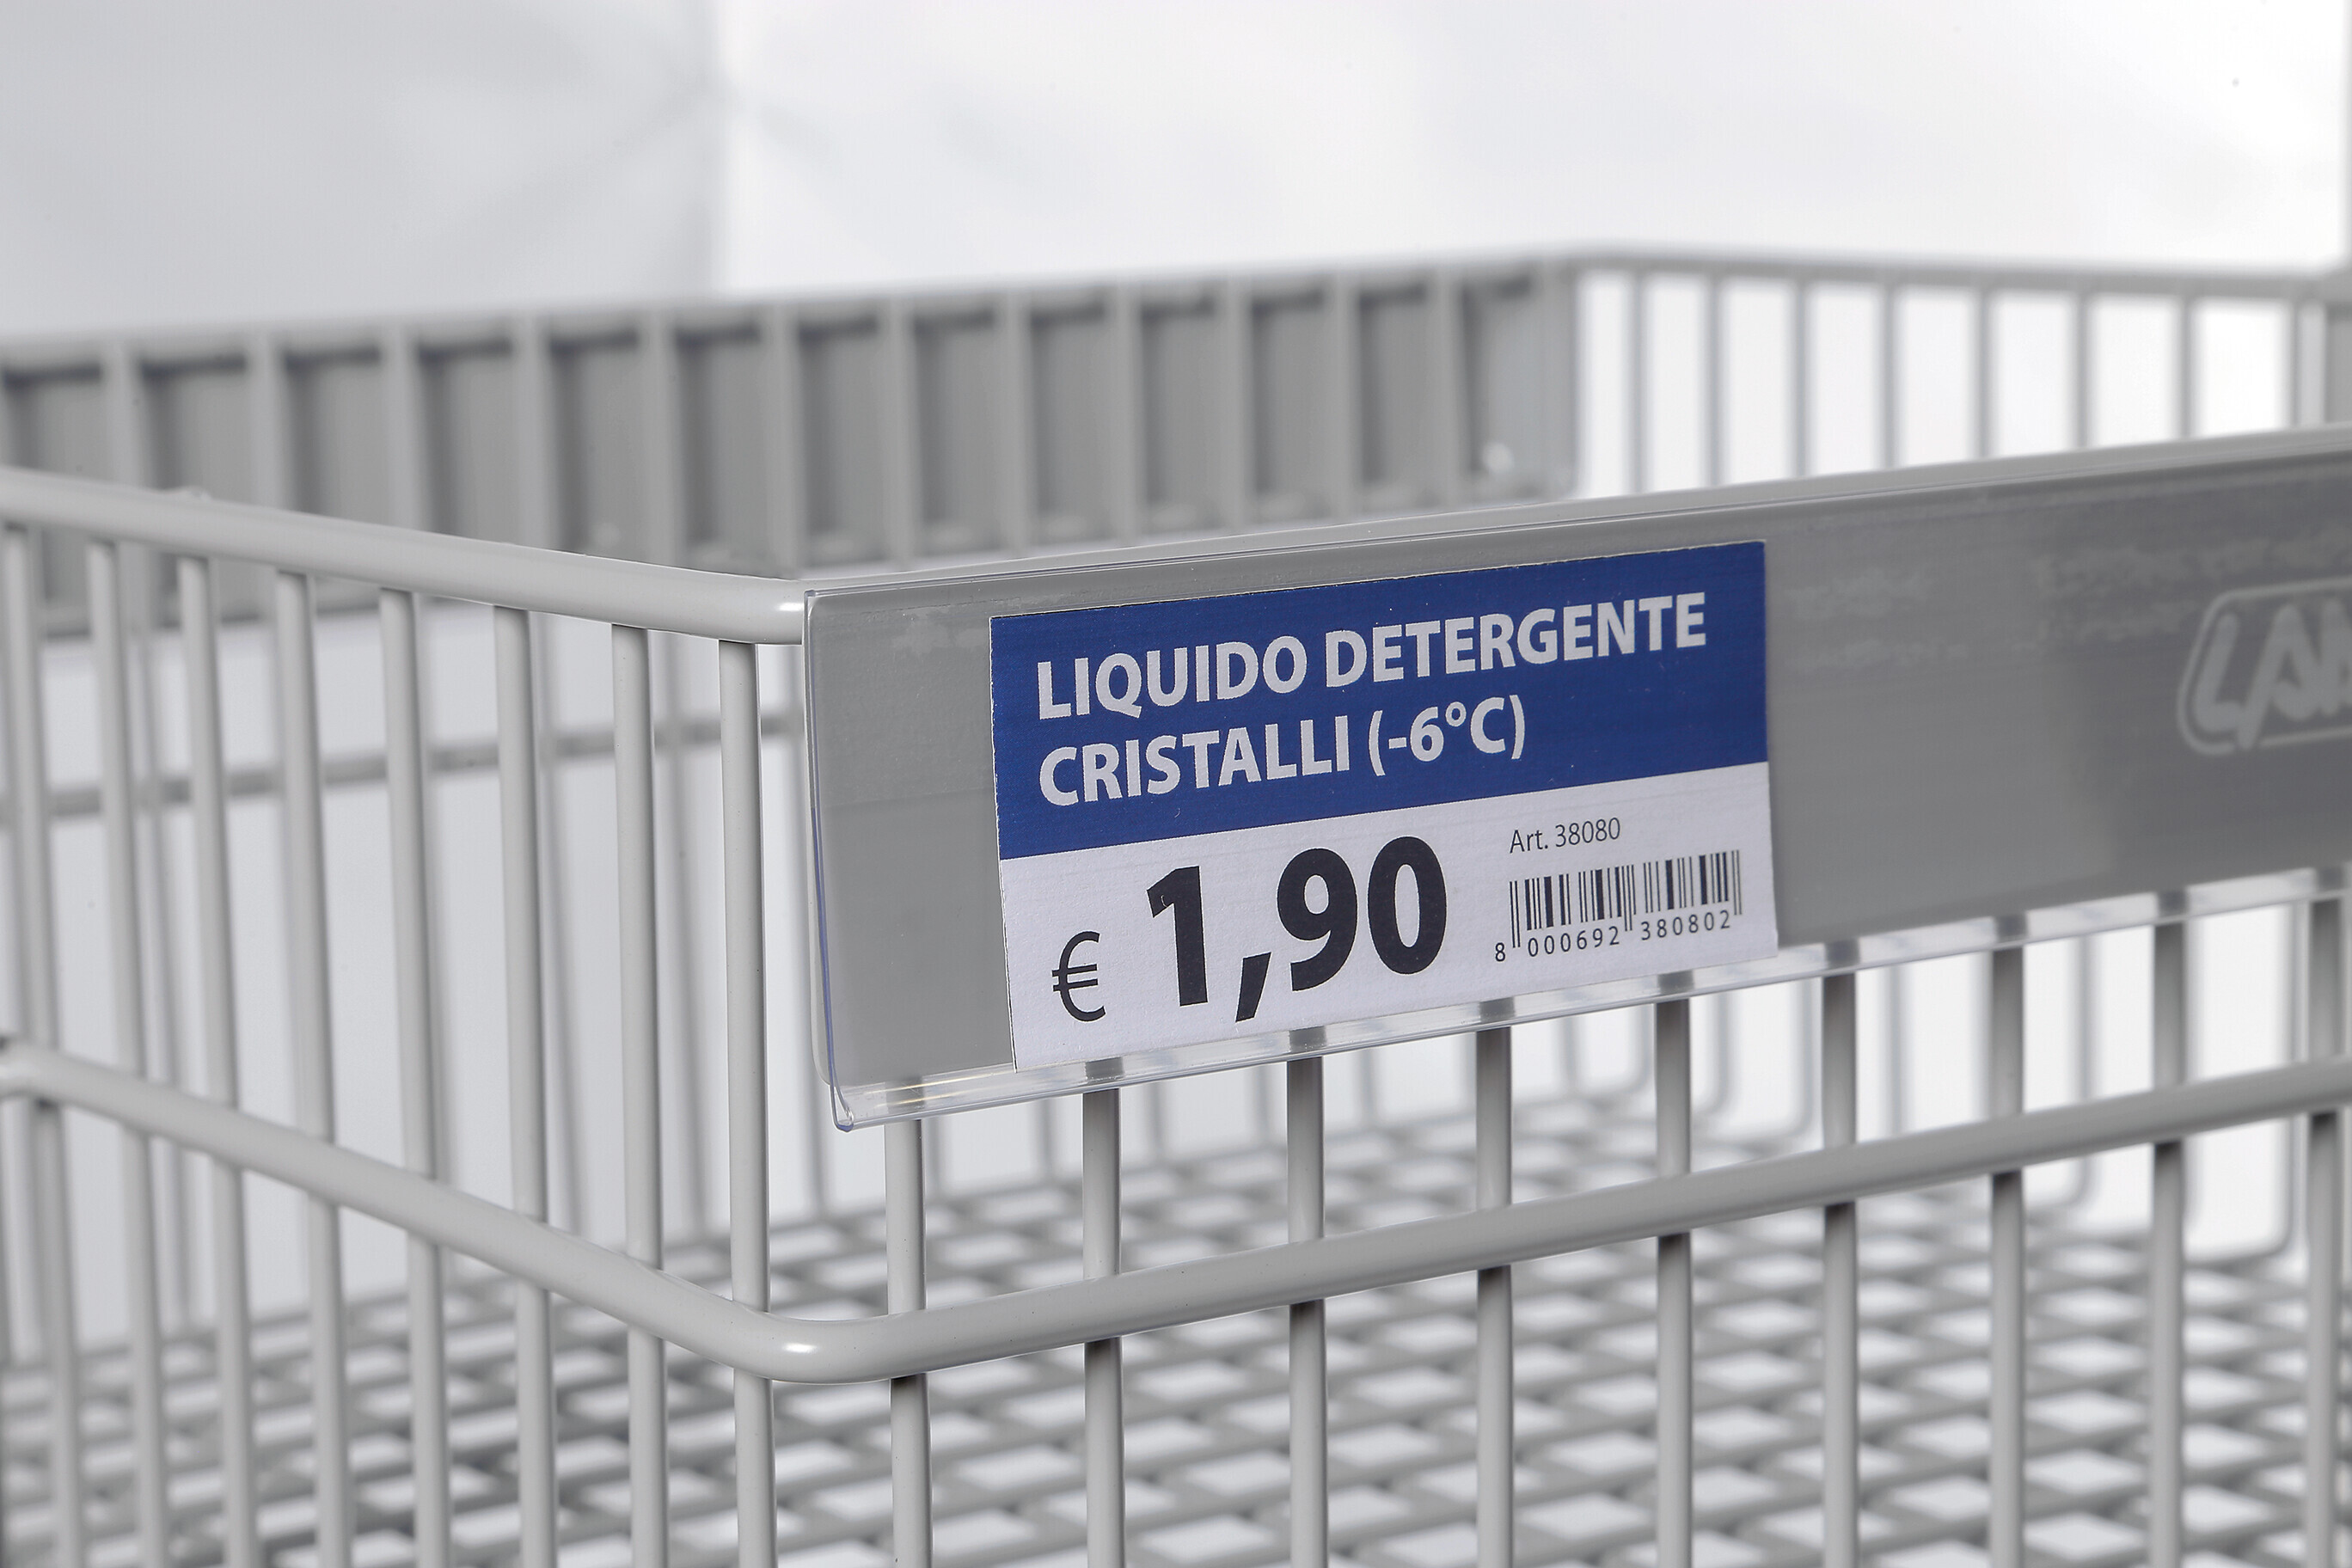 LIQUIDO DETERGENTE
CRISTALLI (-6°C)
€ 1,90
Art. 38080
8 000692 380802